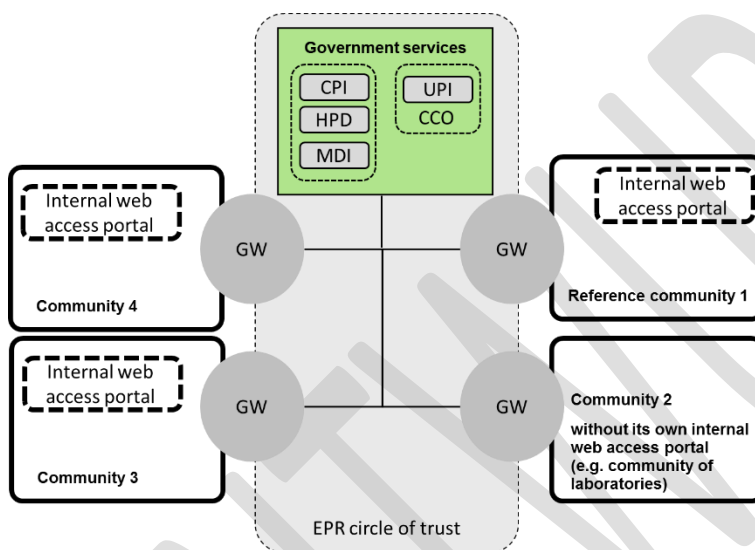 Government services
CPI
HPD
MDI
UPI
CCO
Internal web
access portal
GW
Community 4
Internal web
access portal
GW
Reference community 1
Internal web
access portal
GW
Community 3
GW
Community 2
without its own internal
web access portal
(e.g. community of
laboratories)
EPR circle of trust